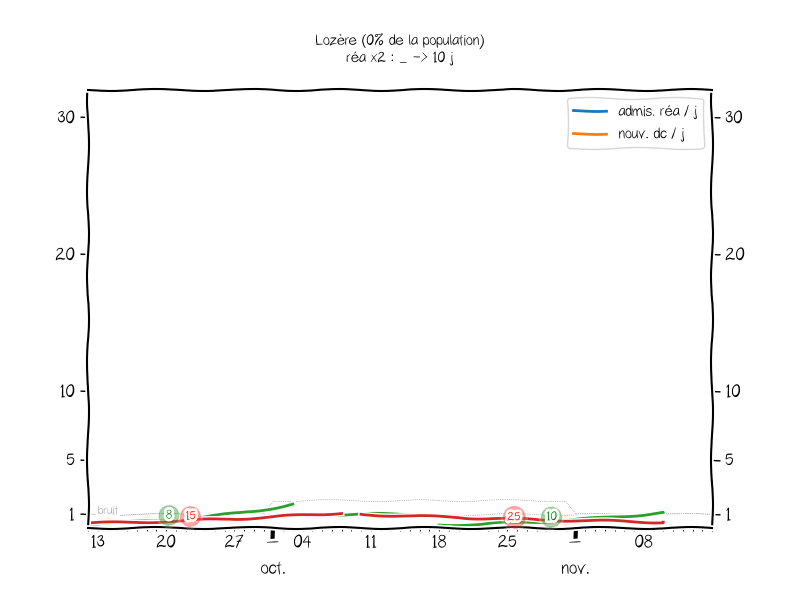 Lozère (0% de la population)
réa x2 : _ -> 10 j
admis. réa / j
nouv. dc / j
30
30
20
20
10
10
5
5
bruit
1
8
15
25
10
1
13 20 27 04 11 18 25 08
oct. nov.